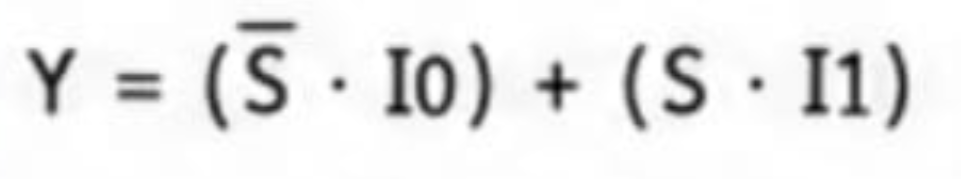 Y = (S̅ · I0) + (S · I1)